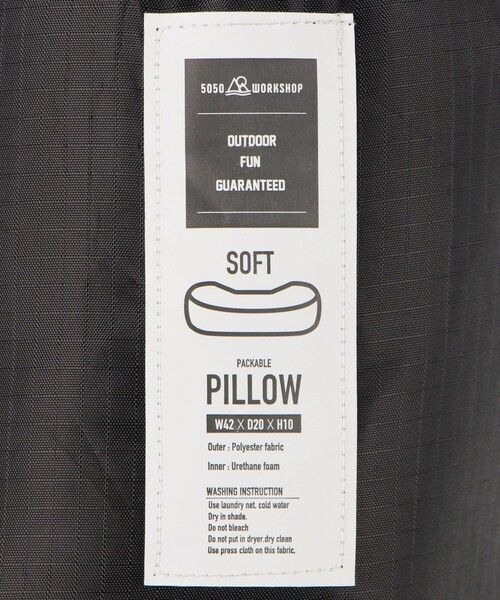 5050 WORKSHOP
OUTDOOR
FUN
GUARANTEED
SOFT
PACKABLE
PILLOW
W42 X D20 X H10
Outer : Polyester fabric
Inner : Urethane foam
WASHING INSTRUCTION
Use laundry net. cold water
Dry in shade.
Do not bleach
Do not put in dryer.dry clean
Use press cloth on this fabric.